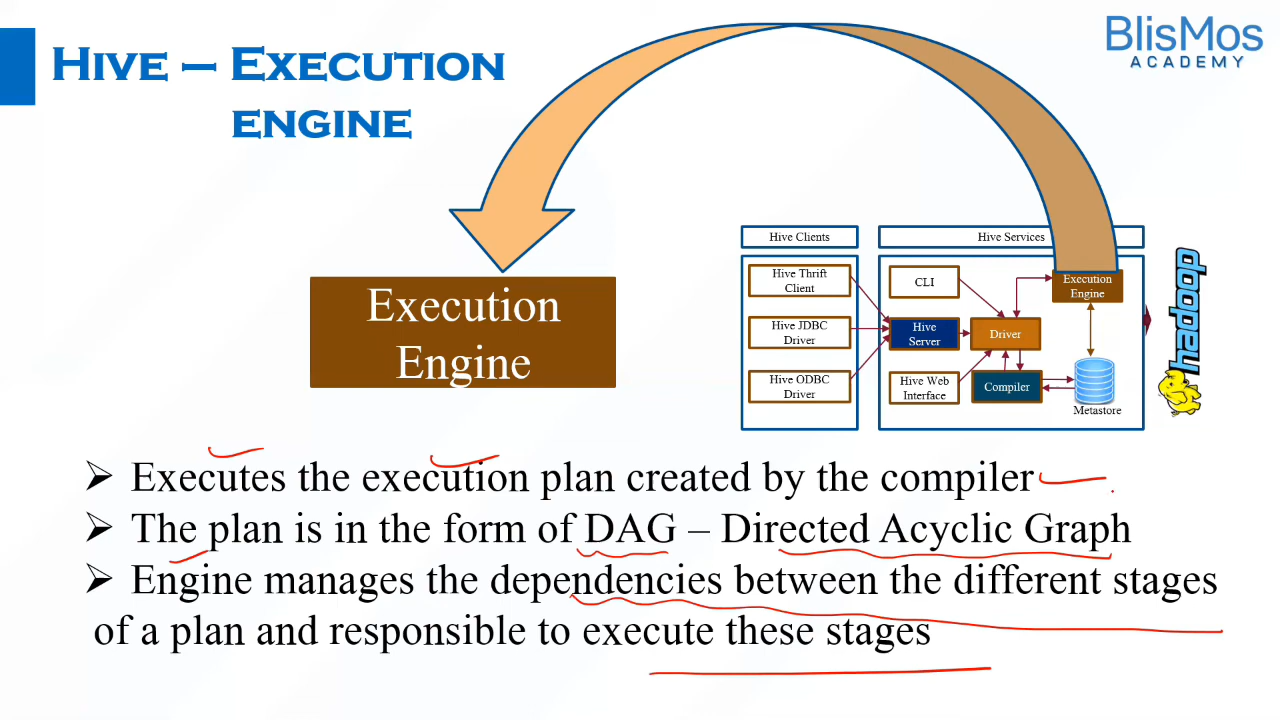 HIVE – EXECUTION
ENGINE
BlisMos
ACADEMY
Execution
Engine
Hive Clients
Hive Thrift
Client
Hive JDBC
Driver
Hive ODBC
Driver
Hive Services
CLI
Hive
Server
Hive Web
Interface
Driver
Compiler
Execution
Engine
Metastore
hadoop
➢ Executes the execution plan created by the compiler
➢ The plan is in the form of DAG – Directed Acyclic Graph
➢ Engine manages the dependencies between the different stages
of a plan and responsible to execute these stages